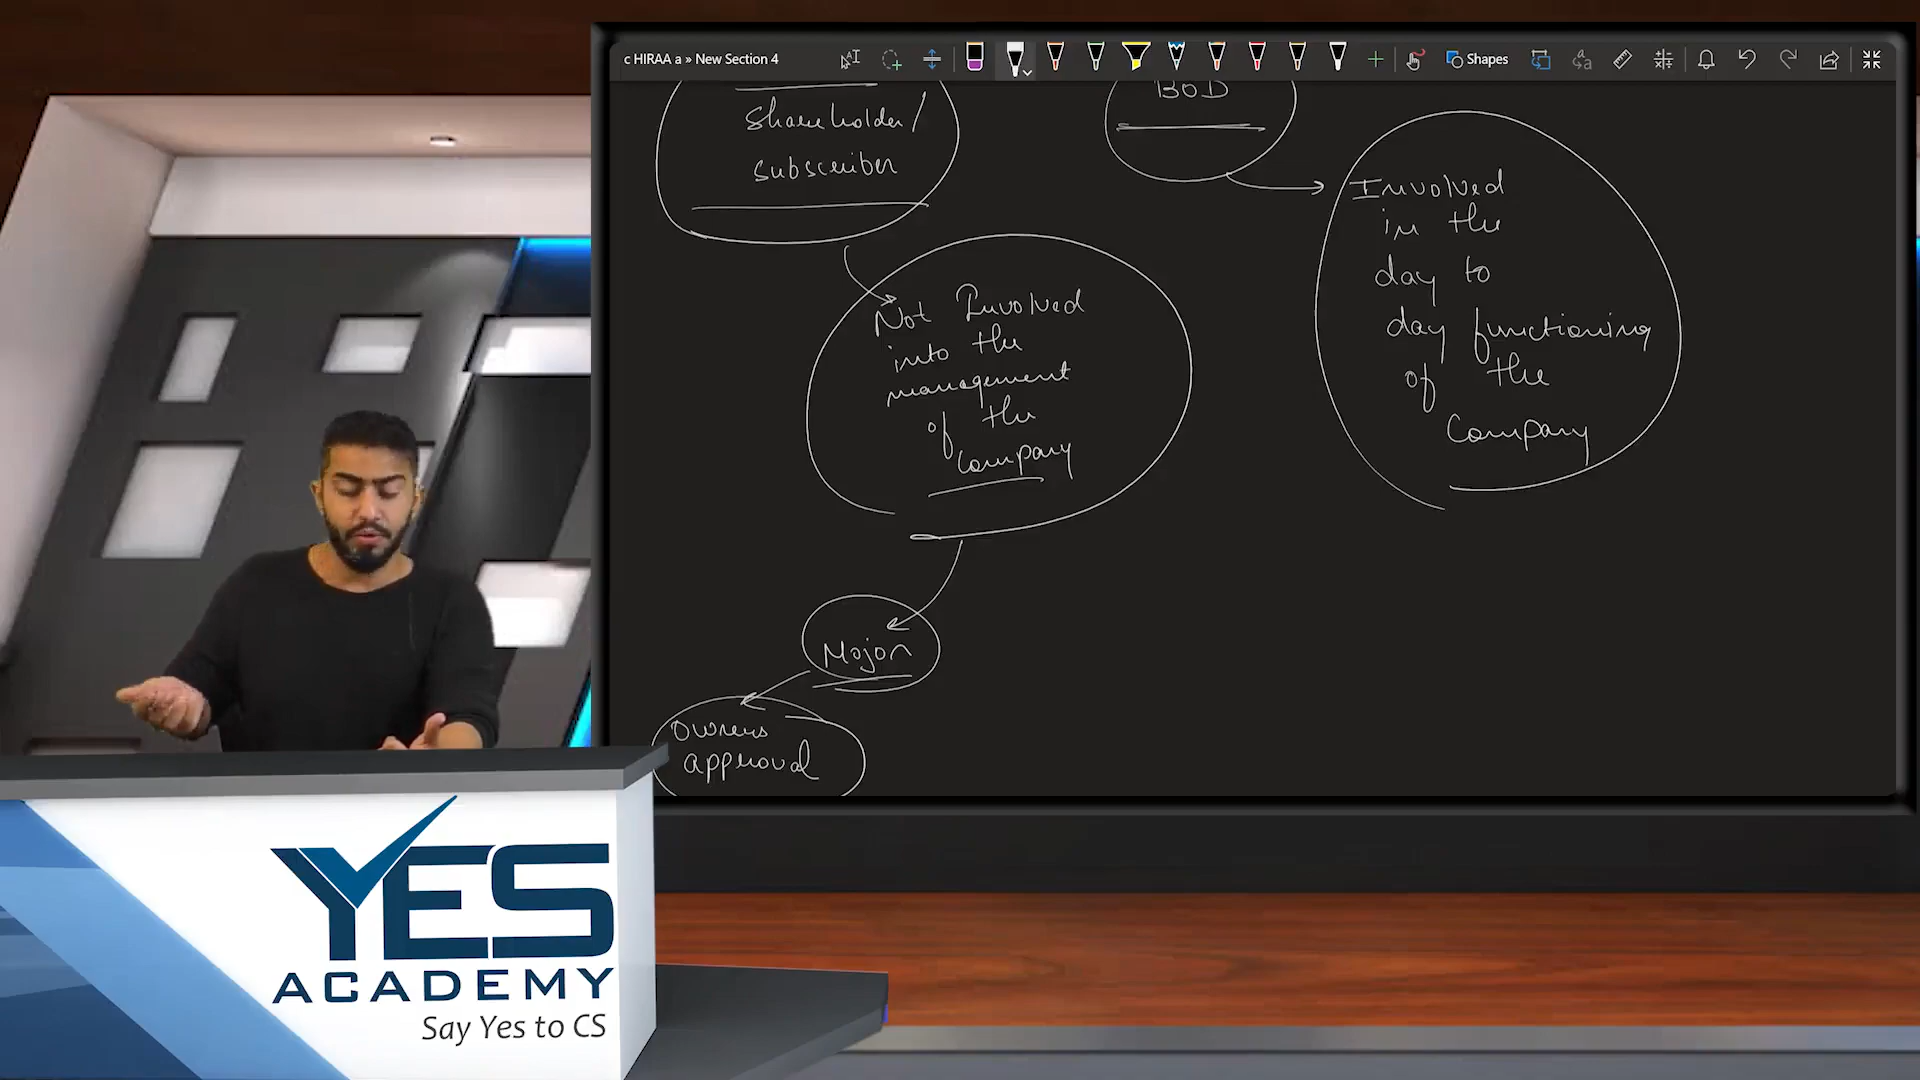 c HIRAA a » New Section 4
Shapes
Shareholder/
subscriber
BOD
Involved
in the
day to
day functioning
of the
Company
Not Involved
into the
management
of the
Company
Major
Owners
approval
YES
ACADEMY
Say Yes to CS